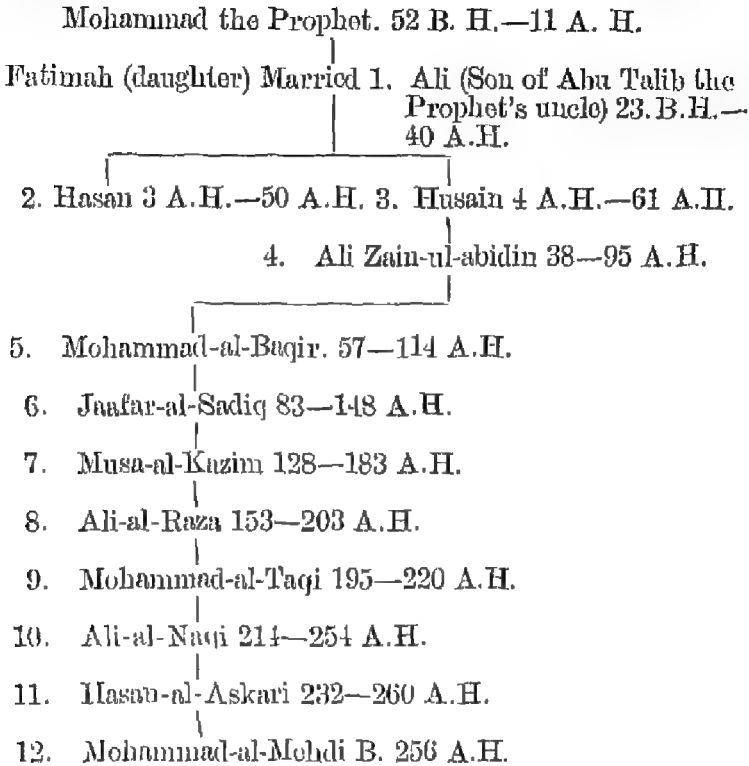 Mohammad the Prophet. 52 B. H.—11 A. H.
Fatimah (daughter) Married 1. Ali (Son of Abu Talib the
Prophet's uncle) 23. B.H.—
40 A.H.
2. Hasan 3 A.H.—50 A.H. 3. Husain 4 A.H.—61 A.H.
4. Ali Zain-ul-abidin 38—95 A.H.
5. Mohammad-al-Baqir. 57—114 A.H.
6. Jaafar-al-Sadiq 83—148 A.H.
7. Musa-al-Kazim 128—183 A.H.
8. Ali-al-Raza 153—203 A.H.
9. Mohammad-al-Taqi 195—220 A.H.
10. Ali-al-Naqi 214—254 A.H.
11. Hasan-al-Askari 232—260 A.H.
12. Mohammad-al-Mehdi B. 256 A.H.